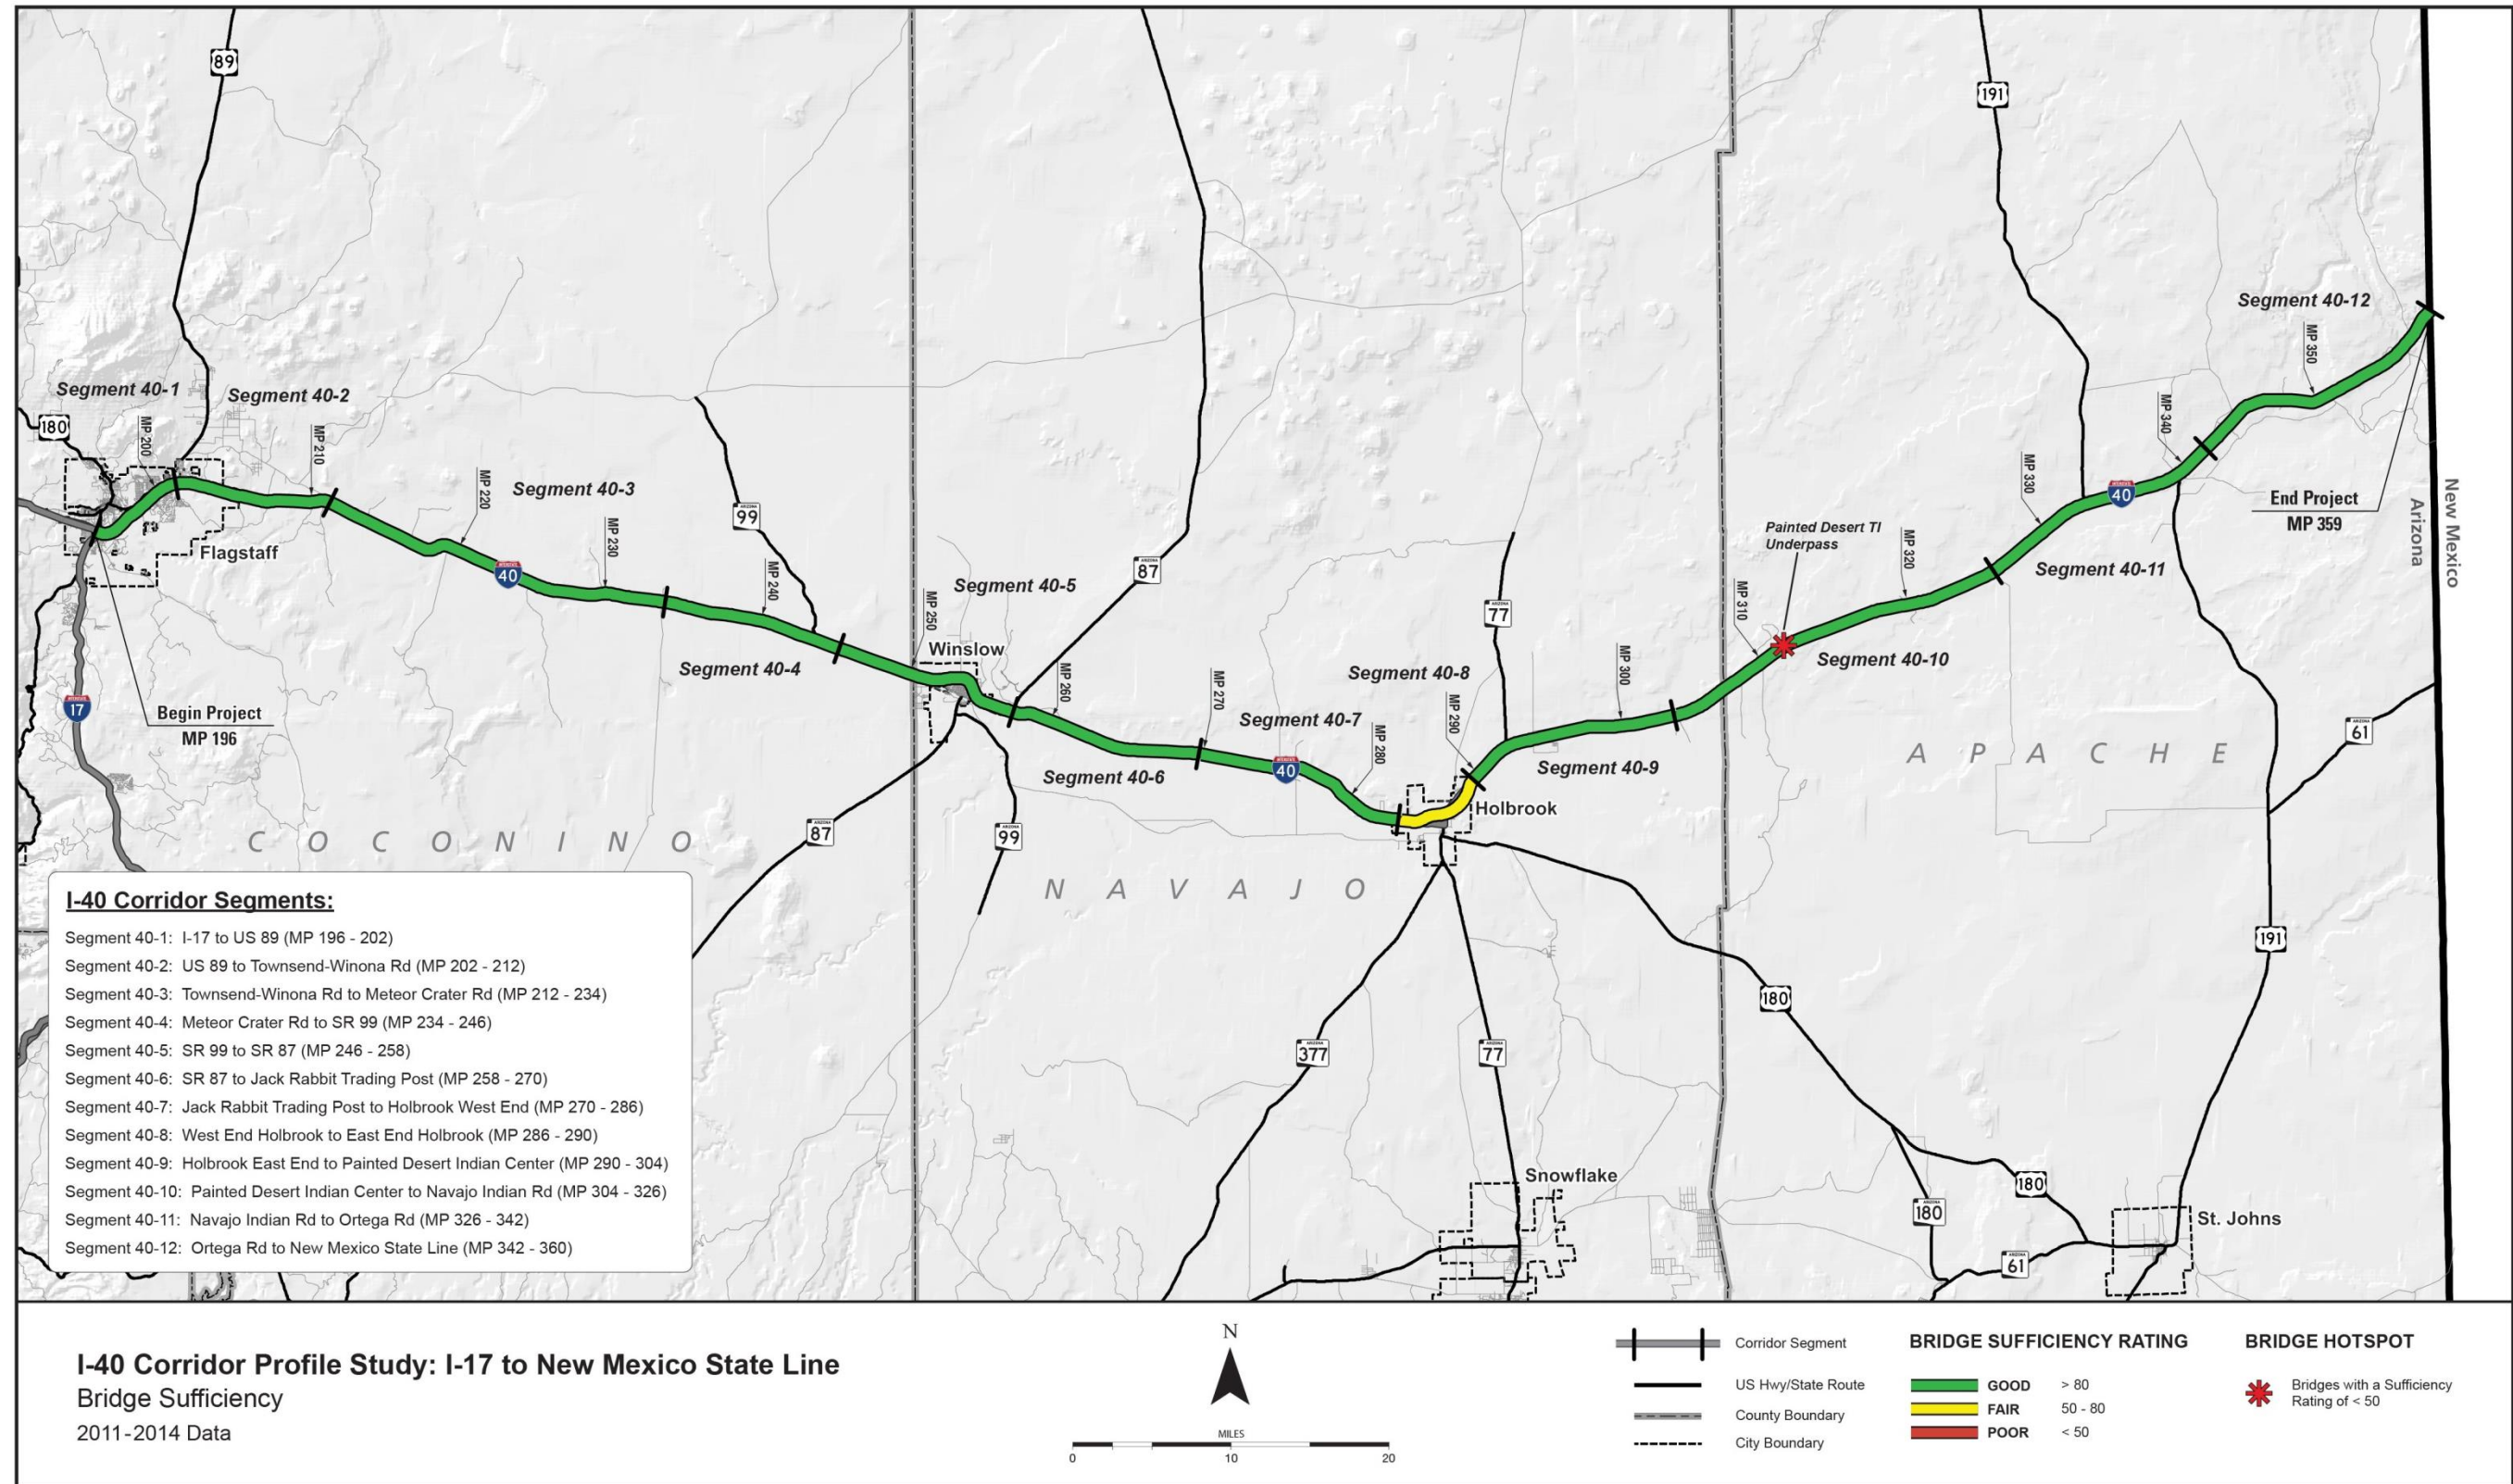 89
191
Segment 40-12
MP 350
Segment 40-1
Segment 40-2
180
MP 200
MP 210
MP 340
MP 220
Segment 40-3
MP 230
99
MP 330
40
End Project
MP 359
Arizona
New Mexico
Painted Desert TI
Underpass
MP 320
Flagstaff
40
MP 240
87
Segment 40-5
MP 250
77
MP 310
Segment 40-11
Winslow
Segment 40-4
MP 260
MP 270
Segment 40-8
MP 300
Segment 40-10
17
Begin Project
MP 196
Segment 40-7
MP 280
MP 290
61
40
Segment 40-6
Segment 40-9
APACHE
Holbrook
COCONINO
87
99
NAVAJO
191
180
377
77
Snowflake
180
180
St. Johns
61
I-40 Corridor Segments:
Segment 40-1: I-17 to US 89 (MP 196 - 202)
Segment 40-2: US 89 to Townsend-Winona Rd (MP 202 - 212)
Segment 40-3: Townsend-Winona Rd to Meteor Crater Rd (MP 212 - 234)
Segment 40-4: Meteor Crater Rd to SR 99 (MP 234 - 246)
Segment 40-5: SR 99 to SR 87 (MP 246 - 258)
Segment 40-6: SR 87 to Jack Rabbit Trading Post (MP 258 - 270)
Segment 40-7: Jack Rabbit Trading Post to Holbrook West End (MP 270 - 286)
Segment 40-8: West End Holbrook to East End Holbrook (MP 286 - 290)
Segment 40-9: Holbrook East End to Painted Desert Indian Center (MP 290 - 304)
Segment 40-10: Painted Desert Indian Center to Navajo Indian Rd (MP 304 - 326)
Segment 40-11: Navajo Indian Rd to Ortega Rd (MP 326 - 342)
Segment 40-12: Ortega Rd to New Mexico State Line (MP 342 - 360)
I-40 Corridor Profile Study: I-17 to New Mexico State Line
Bridge Sufficiency
2011-2014 Data
N
MILES
0 10 20
Corridor Segment
US Hwy/State Route
County Boundary
City Boundary
BRIDGE SUFFICIENCY RATING
GOOD > 80
FAIR 50 - 80
POOR < 50
BRIDGE HOTSPOT
Bridges with a Sufficiency
Rating of < 50